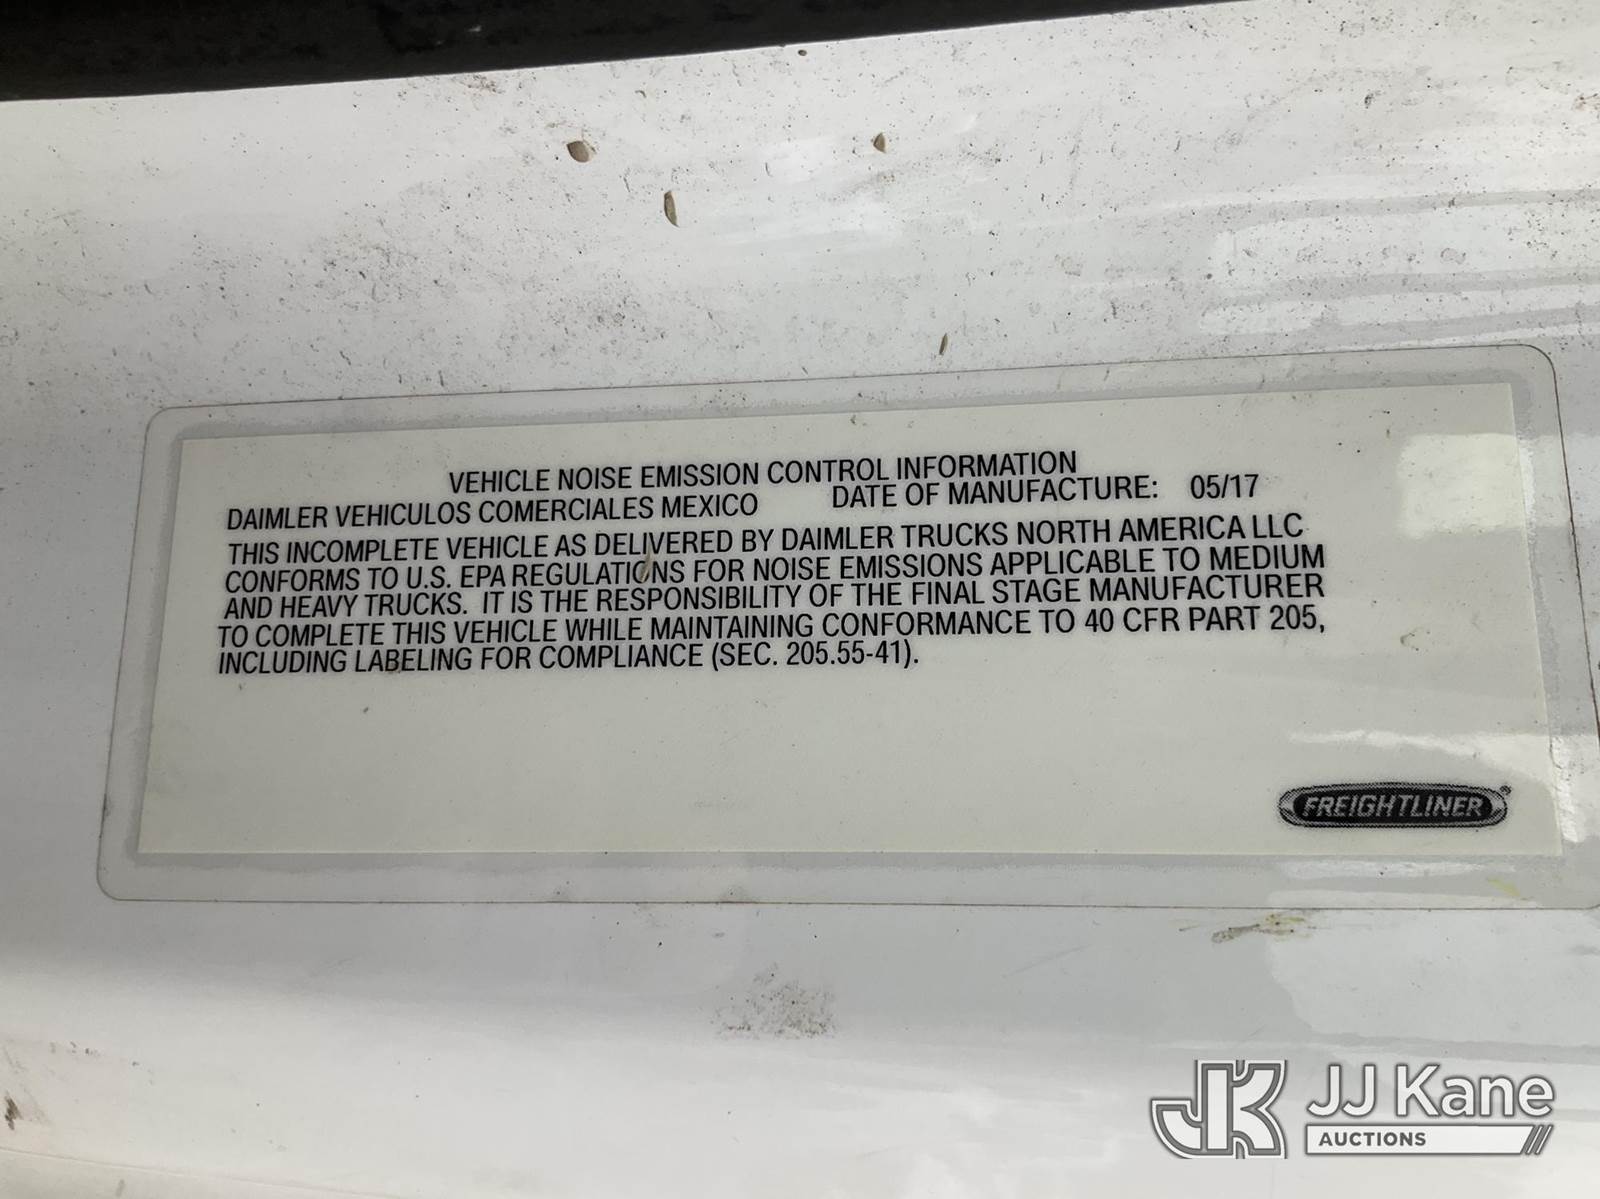 VEHICLE NOISE EMISSION CONTROL INFORMATION
DAIMLER VEHICULOS COMERCIALES MEXICO DATE OF MANUFACTURE: 05/17
THIS INCOMPLETE VEHICLE AS DELIVERED BY DAIMLER TRUCKS NORTH AMERICA LLC
CONFORMS TO U.S. EPA REGULATIONS FOR NOISE EMISSIONS APPLICABLE TO MEDIUM
AND HEAVY TRUCKS. IT IS THE RESPONSIBILITY OF THE FINAL STAGE MANUFACTURER
TO COMPLETE THIS VEHICLE WHILE MAINTAINING CONFORMANCE TO 40 CFR PART 205,
INCLUDING LABELING FOR COMPLIANCE (SEC. 205.55-41).
FREIGHTLINER®
JK JJ Kane
AUCTIONS